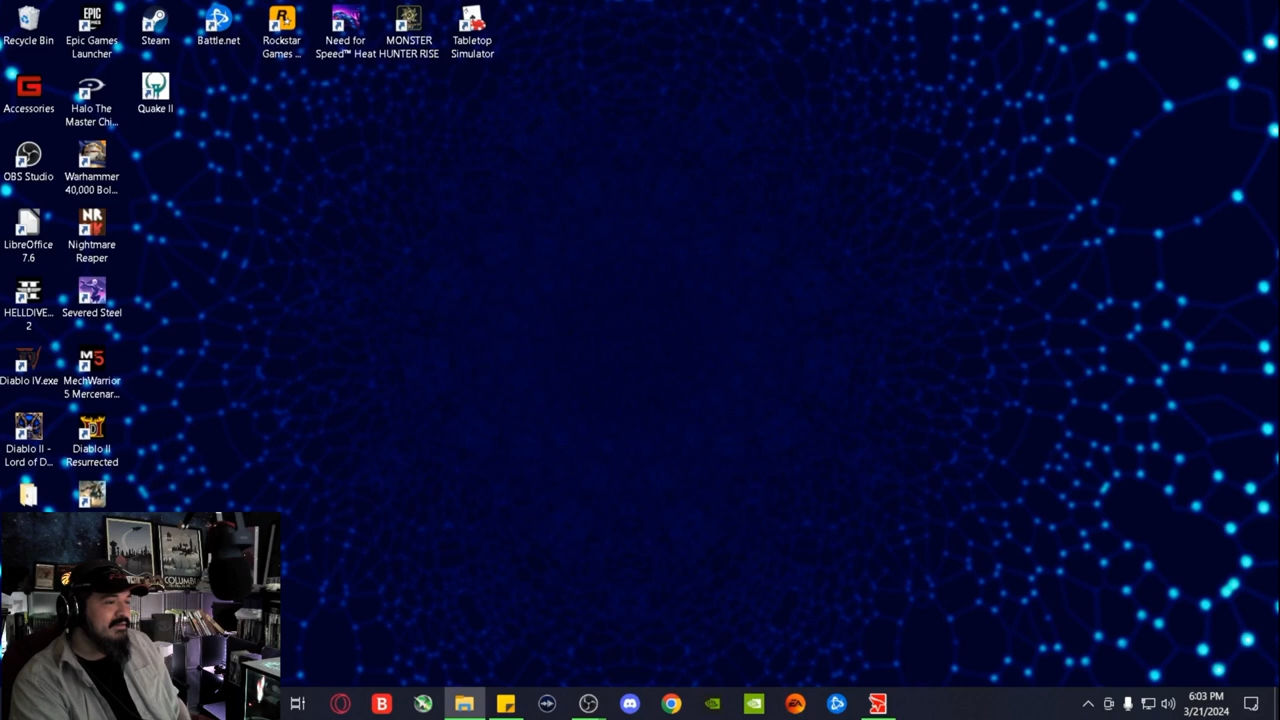 Recycle Bin
Epic Games
Launcher
Steam
Battle.net
Rockstar
Games ...
Need for
Speed™ Heat
MONSTER
HUNTER RISE
Tabletop
Simulator
Accessories
Halo The
Master Chi...
Quake II
OBS Studio
Warhammer
40,000 Bol...
LibreOffice
7.6
Nightmare
Reaper
HELLDIVE...
2
Severed Steel
Diablo IV.exe
MechWarrior
5 Mercenar...
Diablo II -
Lord of D...
Diablo II
Resurrected
COLUMB
6:03 PM
3/21/2024